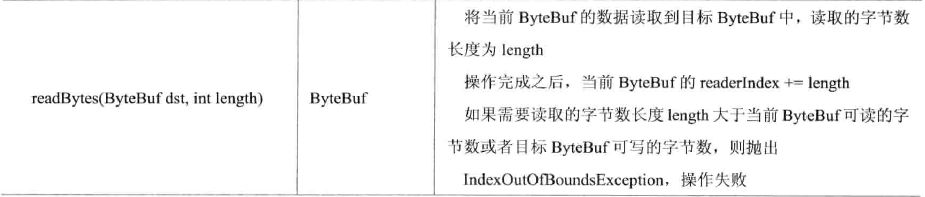 readBytes(ByteBuf dst, int length)
ByteBuf
将当前 ByteBuf 的数据读取到目标 ByteBuf 中，读取的字节数
长度为 length
操作完成之后，当前 ByteBuf 的 readerIndex += length
如果需要读取的字节数长度 length 大于当前 ByteBuf 可读的字
节数或者目标 ByteBuf 可写的字节数，则抛出
IndexOutOfBoundsException，操作失败